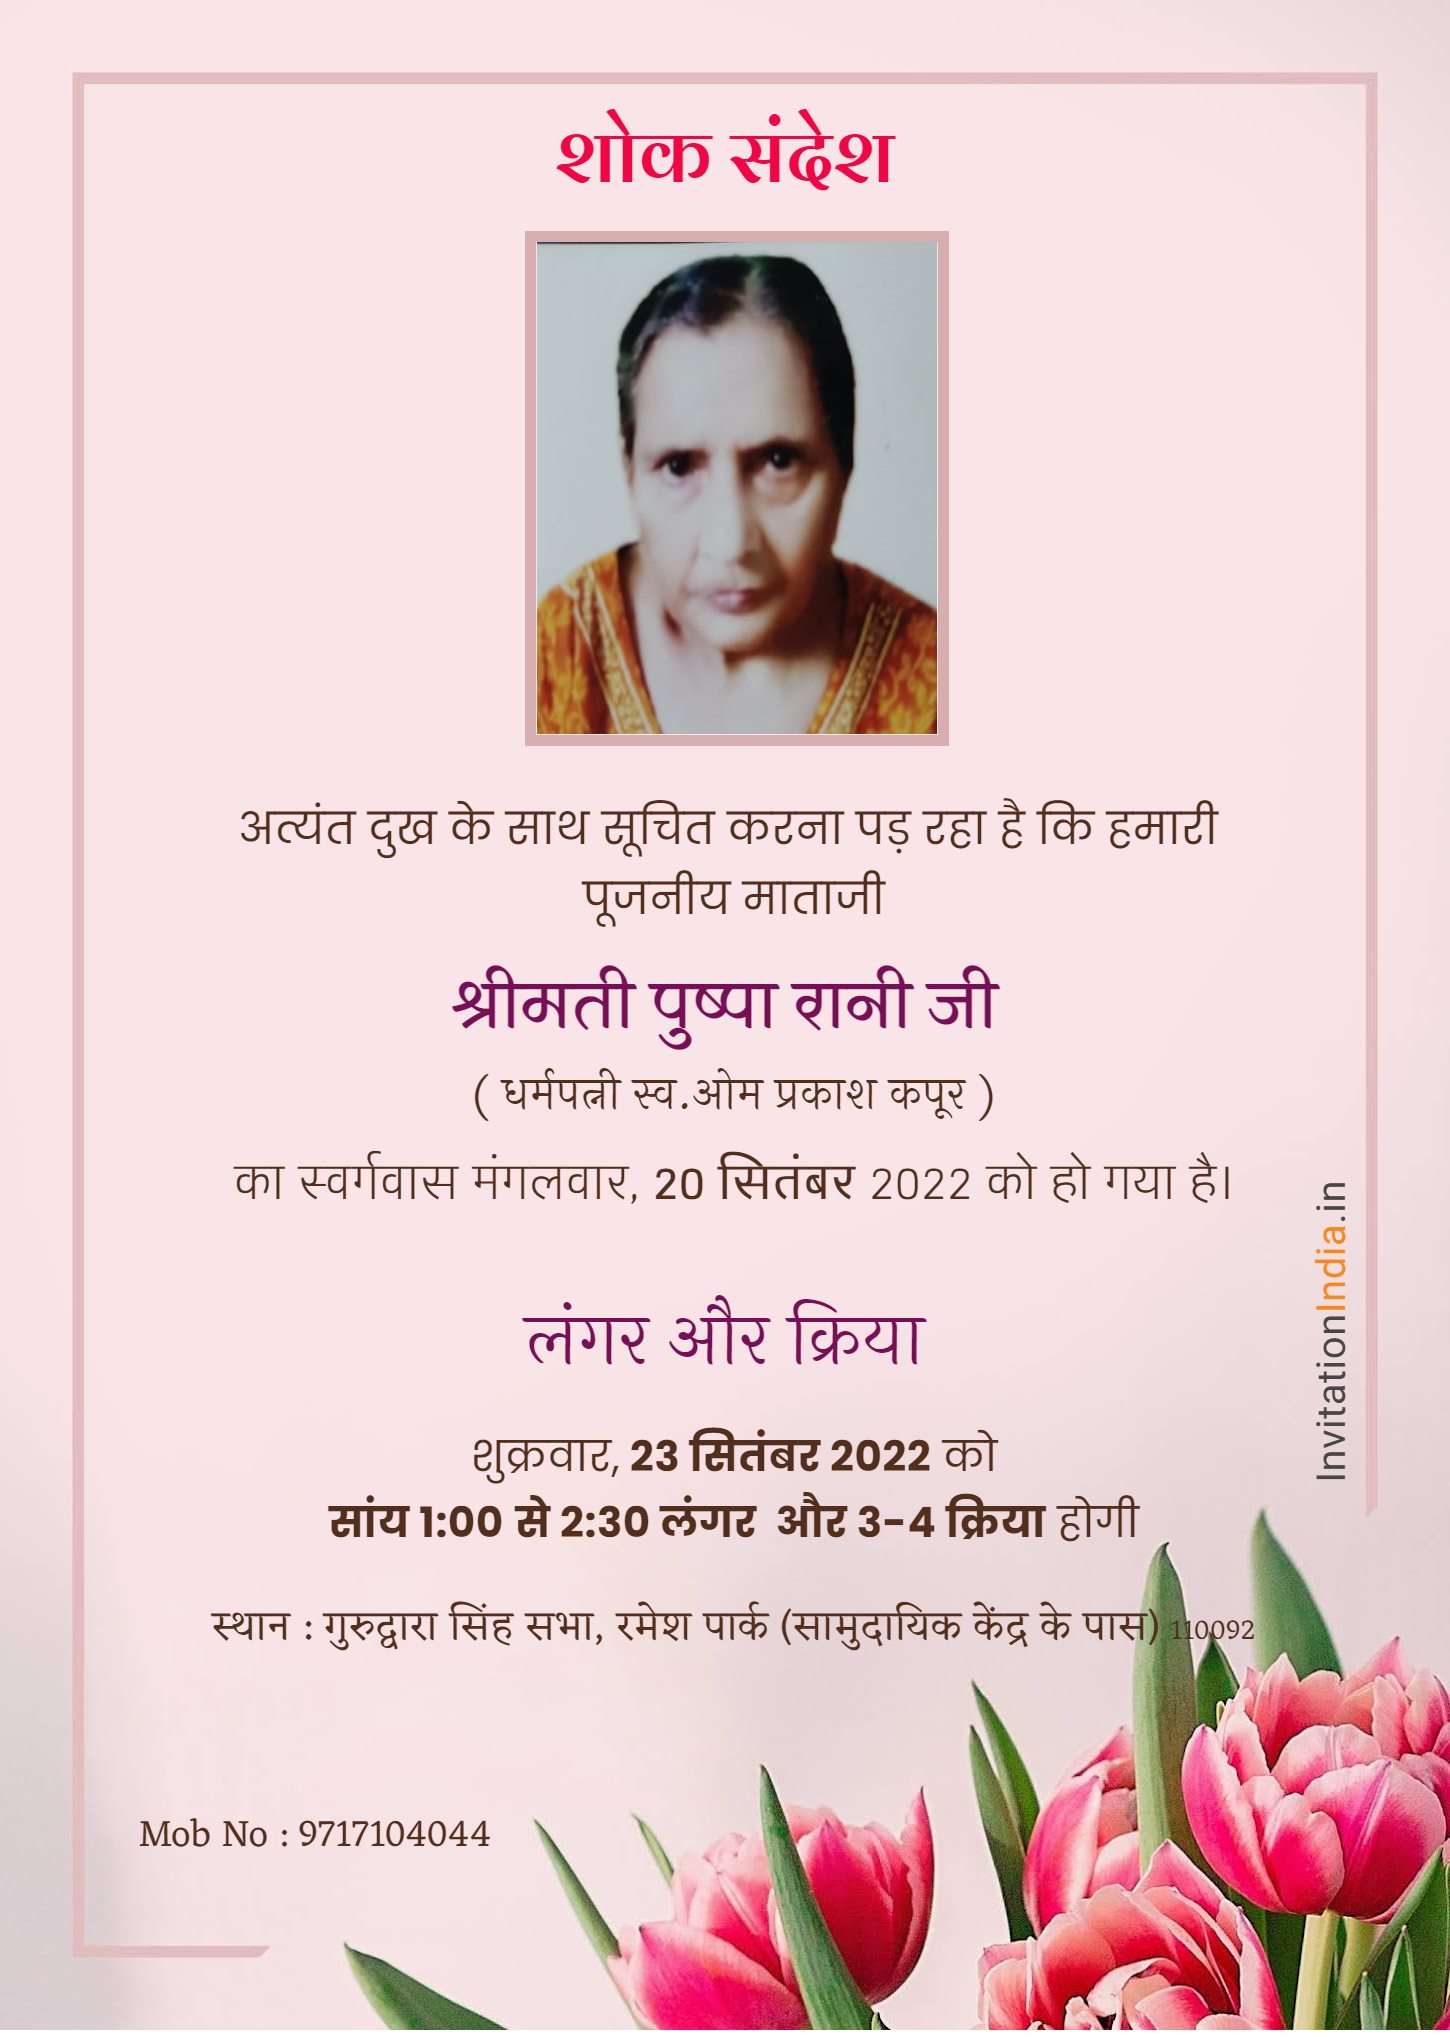 शोक संदेश
अत्यंत दुख के साथ सूचित करना पड़ रहा है कि हमारी
पूजनीय माताजी
श्रीमती पुष्पा रानी जी
( धर्मपत्नी स्व.ओम प्रकाश कपूर )
का स्वर्गवास मंगलवार, 20 सितंबर 2022 को हो गया है।
लंगर और क्रिया
शुक्रवार, 23 सितंबर 2022 को
सांय 1:00 से 2:30 लंगर और 3-4 क्रिया होगी
स्थान : गुरुद्वारा सिंह सभा, रमेश पार्क (सामुदायिक केंद्र के पास) 110092
Mob No : 9717104044
InvitationIndia.in